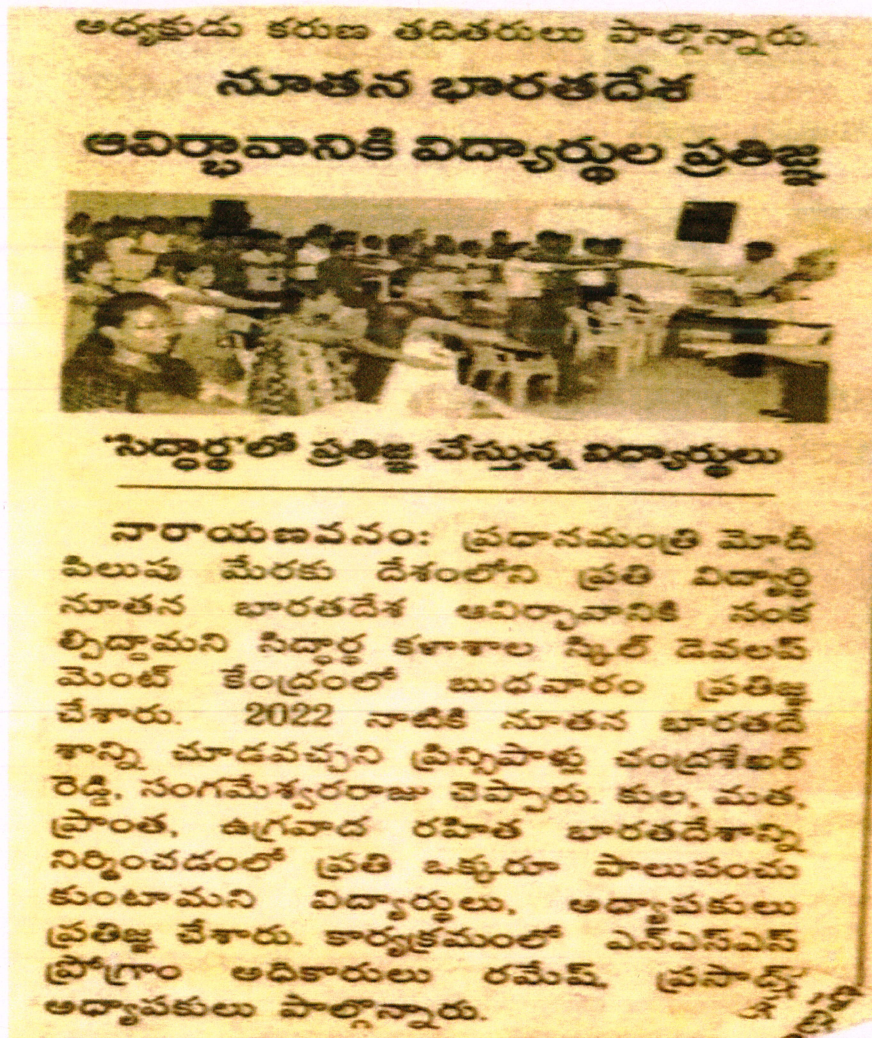 అధ్యక్షుడు కరుణ తదితరులు పాల్గొన్నారు.
నూతన భారతదేశ
ఆవిర్భావానికి విద్యార్థుల ప్రతిజ్ఞ
'సిద్ధార్థ'లో ప్రతిజ్ఞ చేస్తున్న విద్యార్థులు
నారాయణవనం: ప్రధానమంత్రి మోదీ
పిలుపు మేరకు దేశంలోని ప్రతి విద్యార్థి
నూతన భారతదేశ ఆవిర్భావానికి సంక
ల్పిద్దామని సిద్ధార్థ కళాశాల స్కిల్ డెవలప్
మెంట్ కేంద్రంలో బుధవారం ప్రతిజ్ఞ
చేశారు. 2022 నాటికి నూతన భారతదే
శాన్ని చూడవచ్చని ప్రిన్సిపాళ్లు చంద్రశేఖర్
రెడ్డి, సంగమేశ్వరరాజు చెప్పారు. కుల, మత,
ప్రాంత, ఉగ్రవాద రహిత భారతదేశాన్ని
నిర్మించడంలో ప్రతి ఒక్కరూ పాలుపంచు
కుంటామని విద్యార్థులు, అధ్యాపకులు
ప్రతిజ్ఞ చేశారు. కార్యక్రమంలో ఎన్ఎస్ఎస్
ప్రోగ్రాం అధికారులు రమేష్,
అధ్యాపకులు పాల్గొన్నారు.